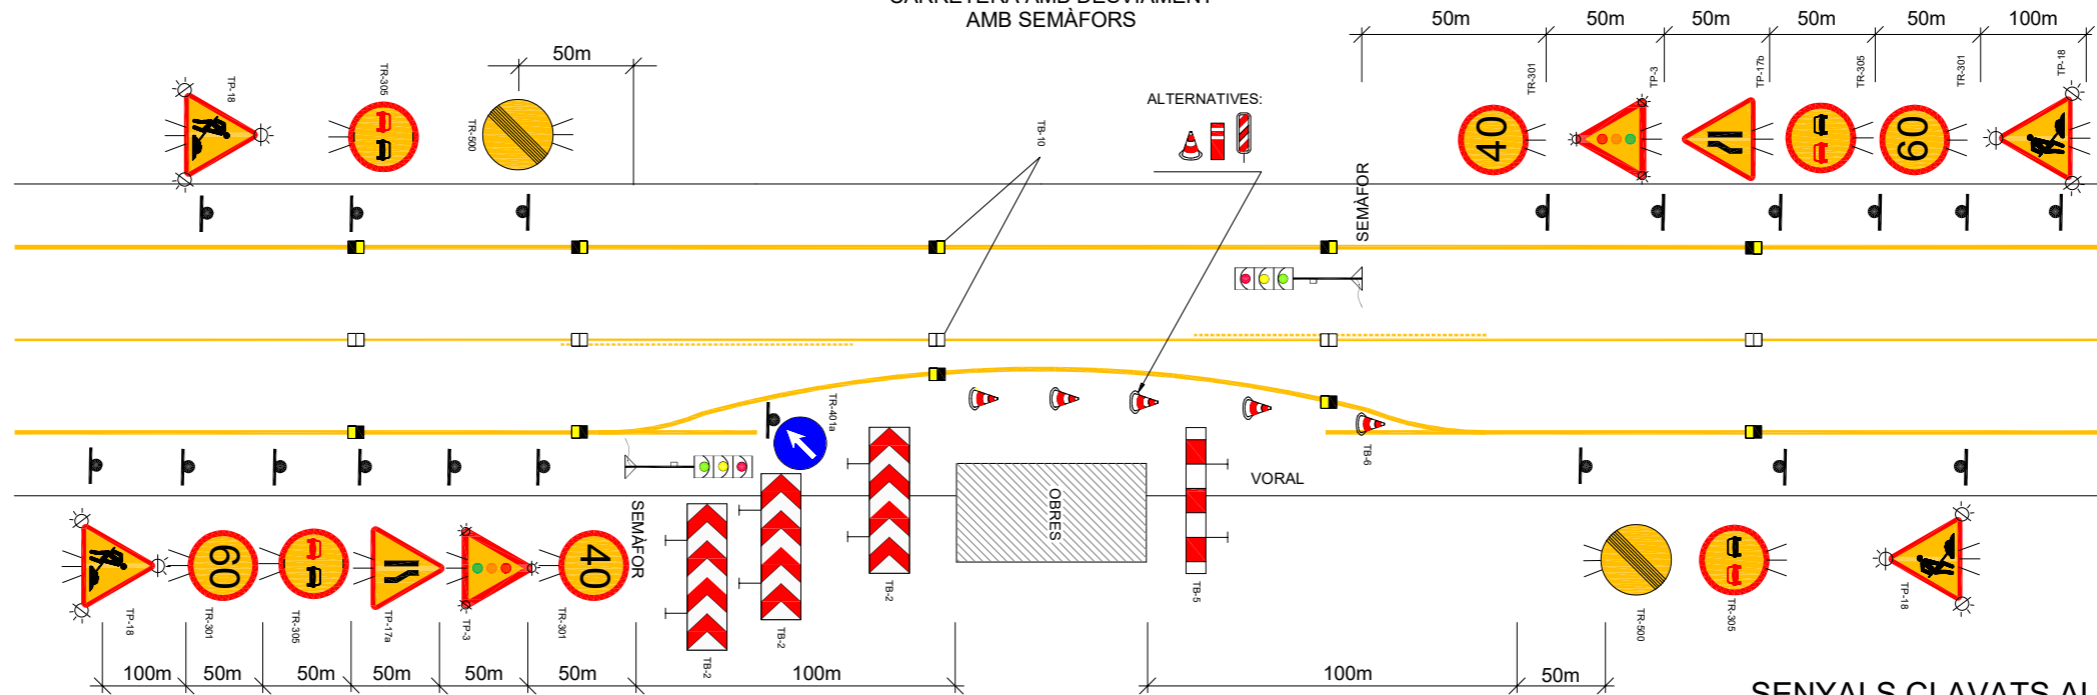 CARRETERA AMB DESVIAMENT
AMB SEMÀFORS
50m
50m
50m
50m
50m
50m
100m
TP-18
TR-305
TR-500
TB-10
ALTERNATIVES:
SEMÀFOR
TR-301
TP-3
TP-17b
TR-305
TR-301
TP-18
40
60
TR-401a
TB-6
VORAL
OBRES
SEMÀFOR
60
40
TP-18
TR-301
TR-305
TP-17a
TP-3
TR-301
TB-2
TB-2
TB-2
TB-5
TR-500
TR-305
TP-18
100m
50m
50m
50m
50m
50m
100m
100m
50m
SENYALS CLAVATS AL